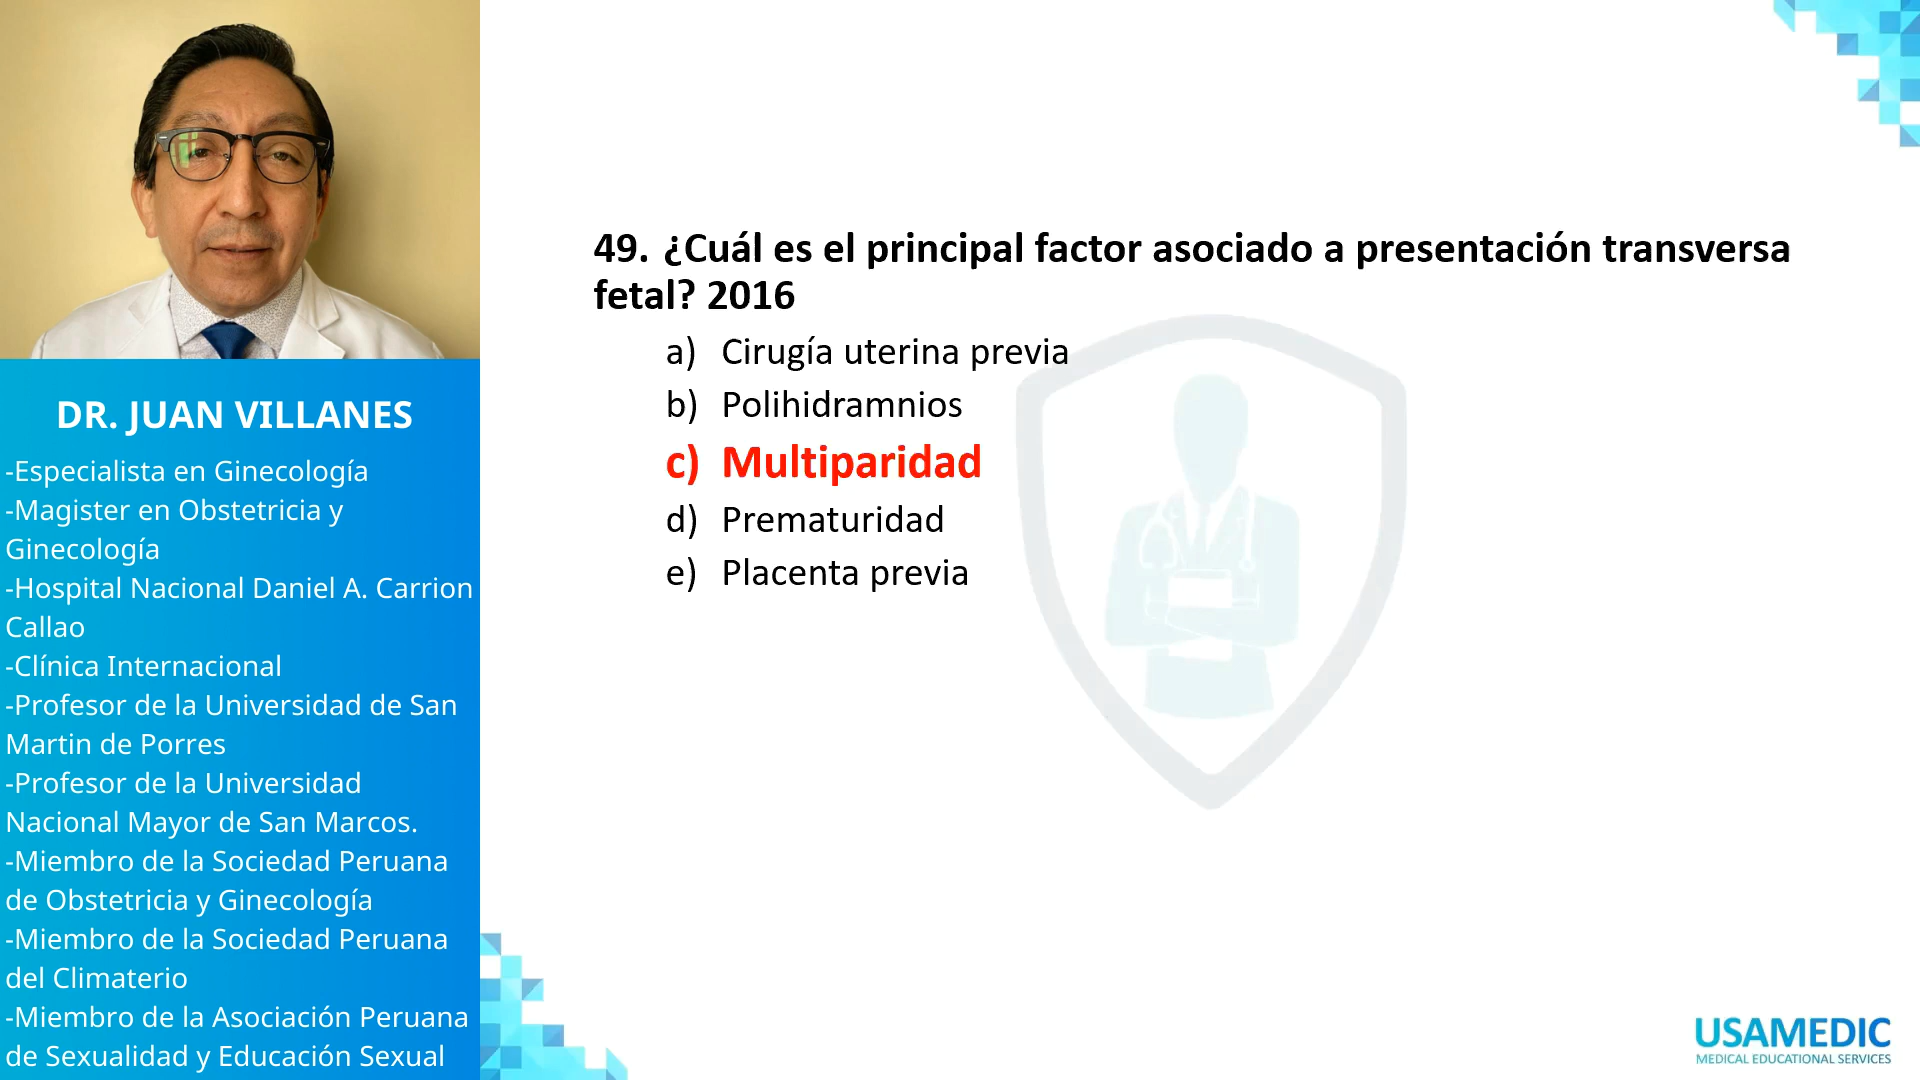 DR. JUAN VILLANES
-Especialista en Ginecología
-Magister en Obstetricia y
Ginecología
-Hospital Nacional Daniel A. Carrion
Callao
-Clínica Internacional
-Profesor de la Universidad de San
Martin de Porres
-Profesor de la Universidad
Nacional Mayor de San Marcos.
-Miembro de la Sociedad Peruana
de Obstetricia y Ginecología
-Miembro de la Sociedad Peruana
del Climaterio
-Miembro de la Asociación Peruana
de Sexualidad y Educación Sexual
49. ¿Cuál es el principal factor asociado a presentación transversa
fetal? 2016
a) Cirugía uterina previa
b) Polihidramnios
c) Multiparidad
d) Prematuridad
e) Placenta previa
USAMEDIC
MEDICAL EDUCATIONAL SERVICES